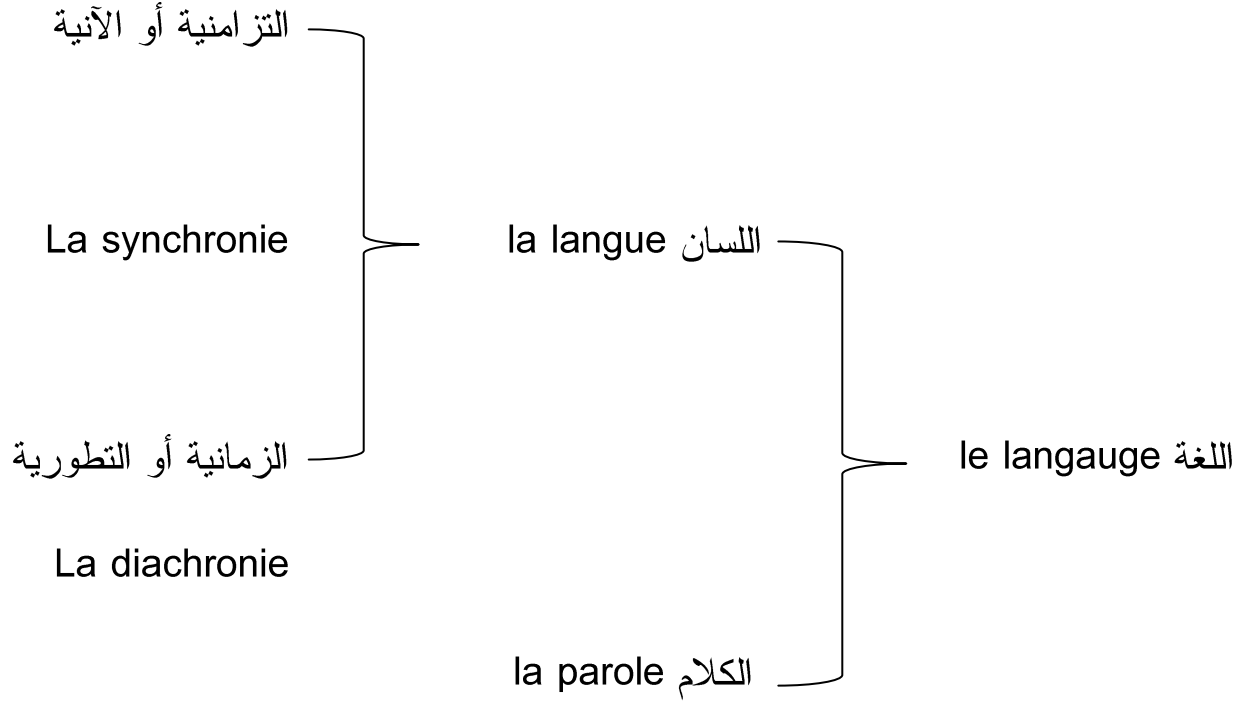 التزامنية أو الآنية
La synchronie
la langue اللسان
الزمانية أو التطورية
le langauge اللغة
La diachronie
la parole الكلام